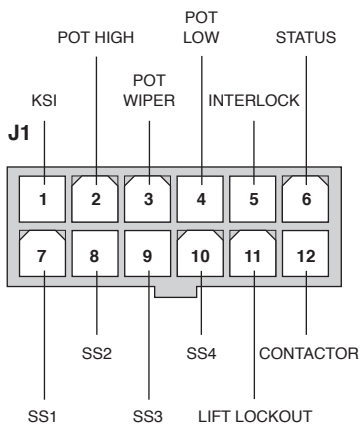 POT HIGH
POT
LOW
STATUS
KSI
POT
WIPER
INTERLOCK
J1
1 2 3 4 5 6
7 8 9 10 11 12
SS2
SS4
CONTACTOR
SS1
SS3
LIFT LOCKOUT